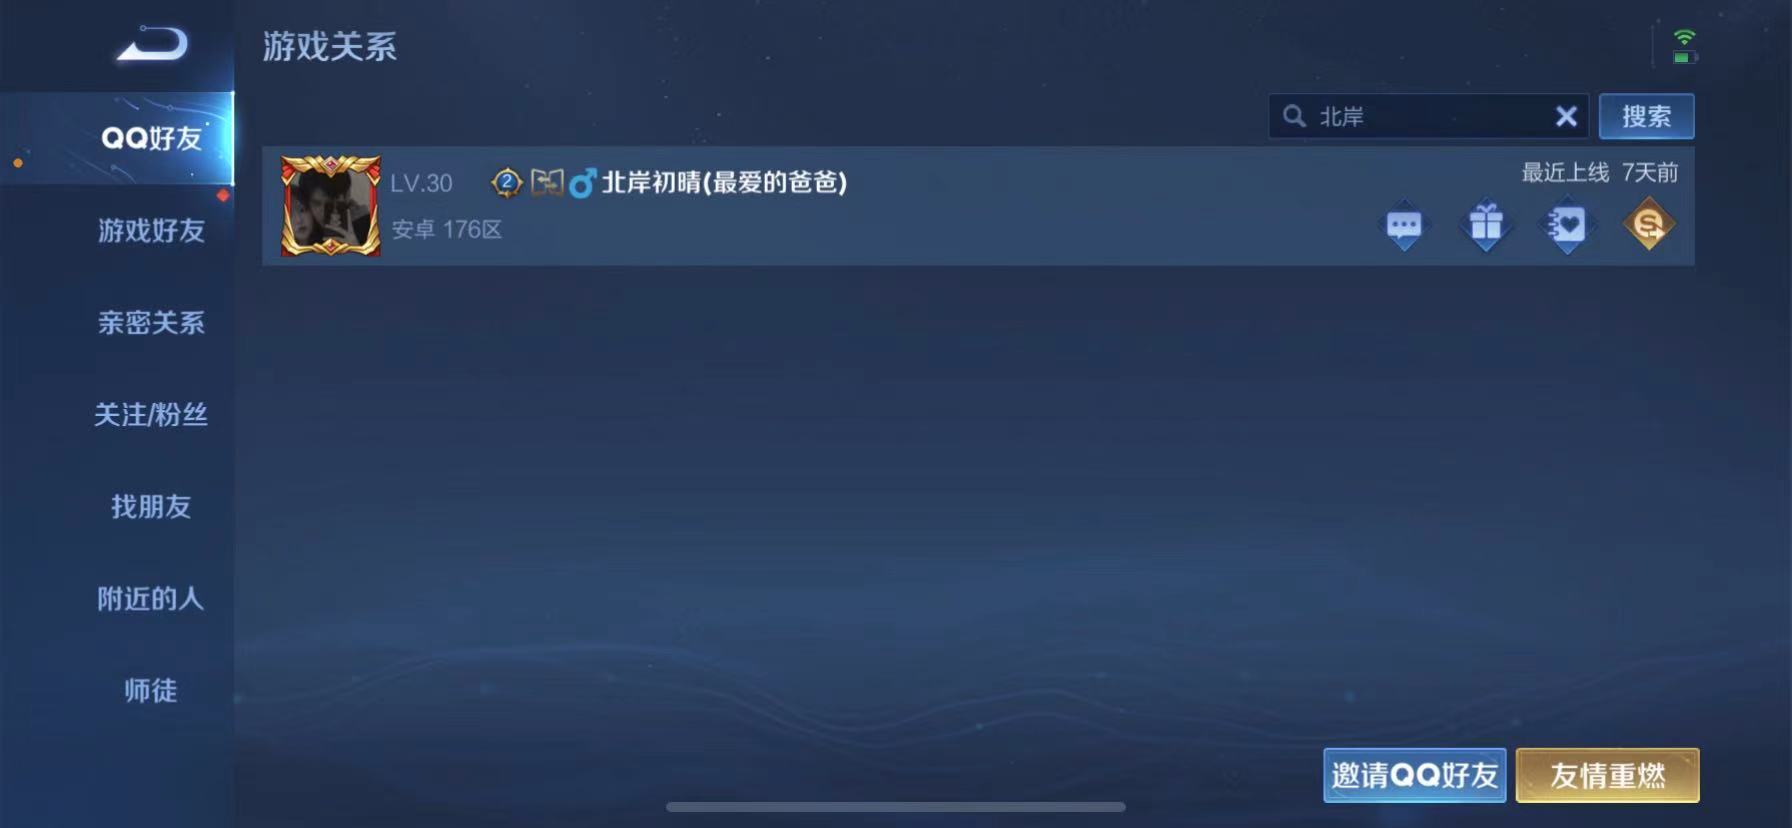 游戏关系
北岸
搜索
QQ好友
游戏好友
亲密关系
关注/粉丝
找朋友
附近的人
师徒
LV.30
2
北岸初晴(最爱的爸爸)
最近上线 7天前
安卓 176区
S
邀请QQ好友
友情重燃